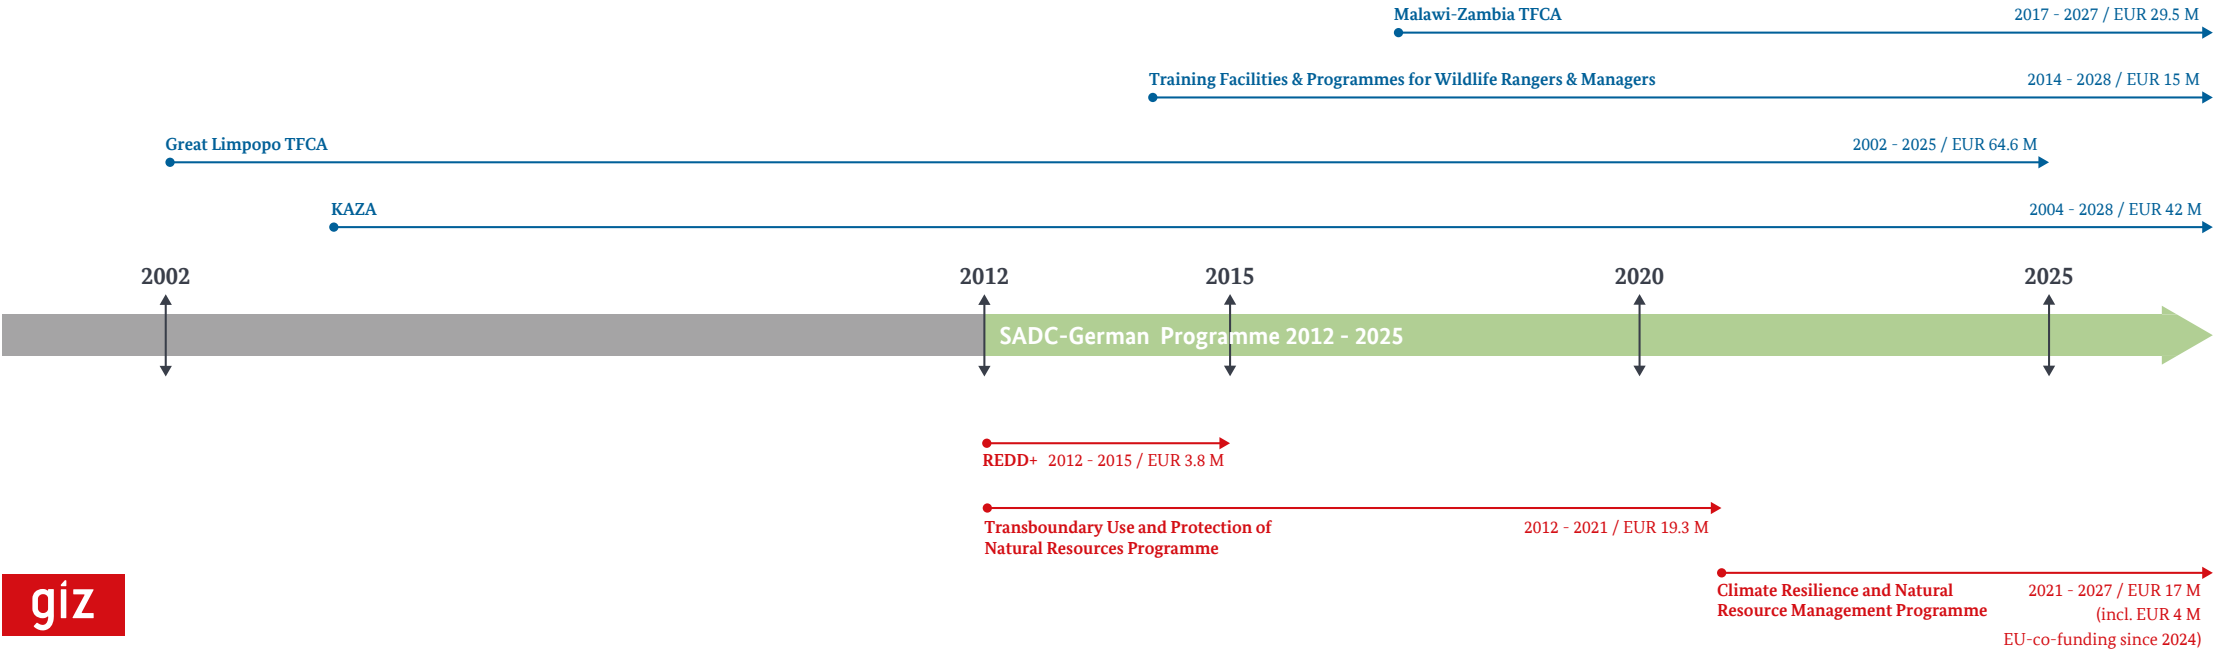 Malawi-Zambia TFCA
2017 - 2027 / EUR 29.5 M
Training Facilities & Programmes for Wildlife Rangers & Managers
2014 - 2028 / EUR 15 M
Great Limpopo TFCA
2002 - 2025 / EUR 64.6 M
KAZA
2004 - 2028 / EUR 42 M
2002
2012
2015
2020
2025
SADC-German Programme 2012 - 2025
REDD+ 2012 - 2015 / EUR 3.8 M
Transboundary Use and Protection of
Natural Resources Programme
2012 - 2021 / EUR 19.3 M
Climate Resilience and Natural
Resource Management Programme
2021 - 2027 / EUR 17 M
(incl. EUR 4 M
EU-co-funding since 2024)
giz